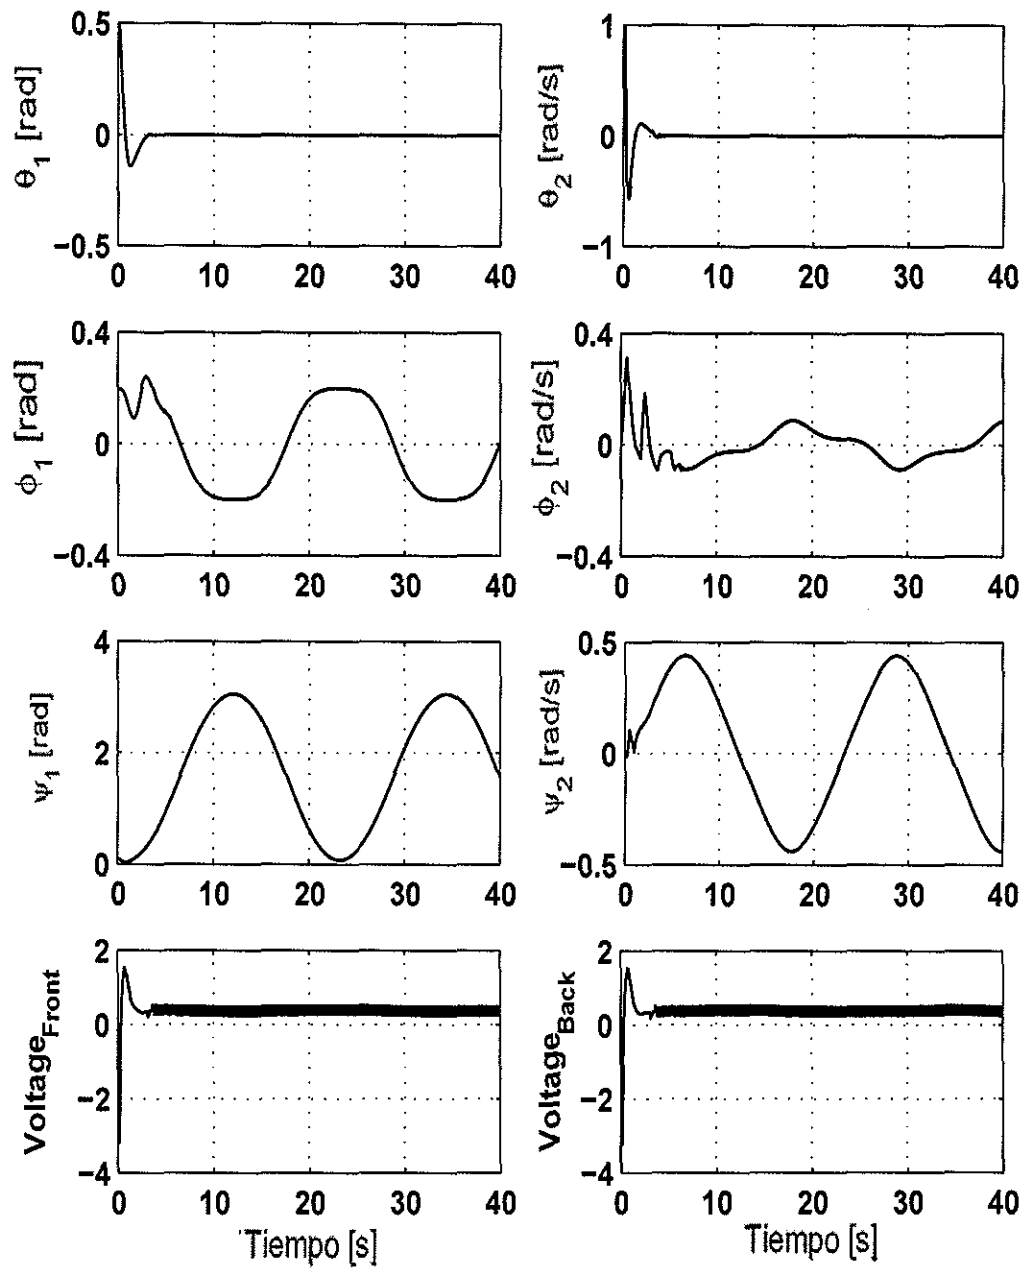 θ1 [rad]
0.5
0
−0.5
0 10 20 30 40
θ2 [rad/s]
1
0
−1
0 10 20 30 40
ϕ1 [rad]
0.4
0
−0.4
0 10 20 30 40
ϕ2 [rad/s]
0.4
0
−0.4
0 10 20 30 40
ψ1 [rad]
4
2
0
0 10 20 30 40
ψ2 [rad/s]
0.5
0
−0.5
0 10 20 30 40
VoltageFront
2
0
−2
−4
0 10 20 30 40
Tiempo [s]
VoltageBack
2
0
−2
−4
0 10 20 30 40
Tiempo [s]